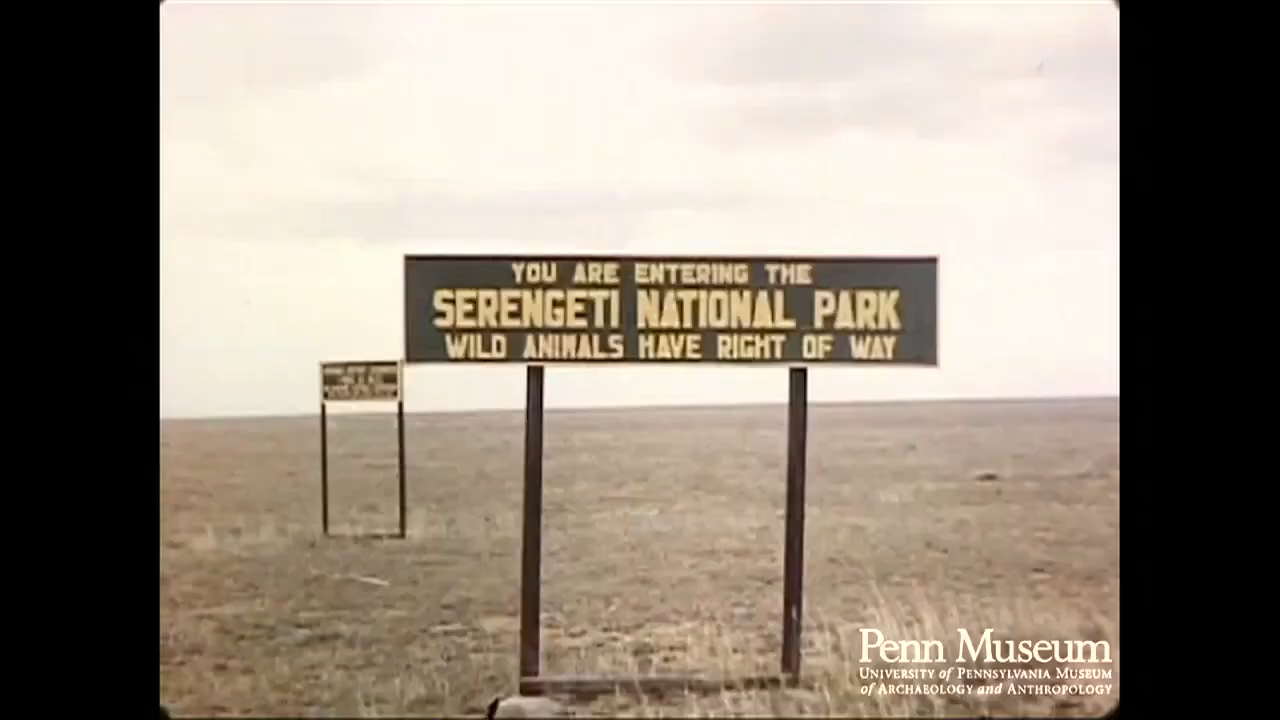 YOU ARE ENTERING THE
SERENGETI NATIONAL PARK
WILD ANIMALS HAVE RIGHT OF WAY
Penn Museum
UNIVERSITY OF PENNSYLVANIA MUSEUM
of ARCHAEOLOGY and ANTHROPOLOGY